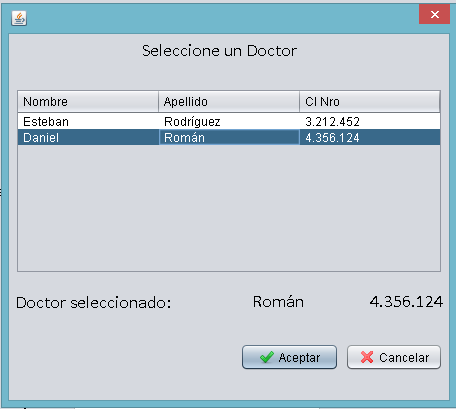 Seleccione un Doctor
Nombre Apellido CI Nro
Esteban Rodríguez 3.212.452
Daniel Román 4.356.124
Doctor seleccionado: Román 4.356.124
Aceptar Cancelar